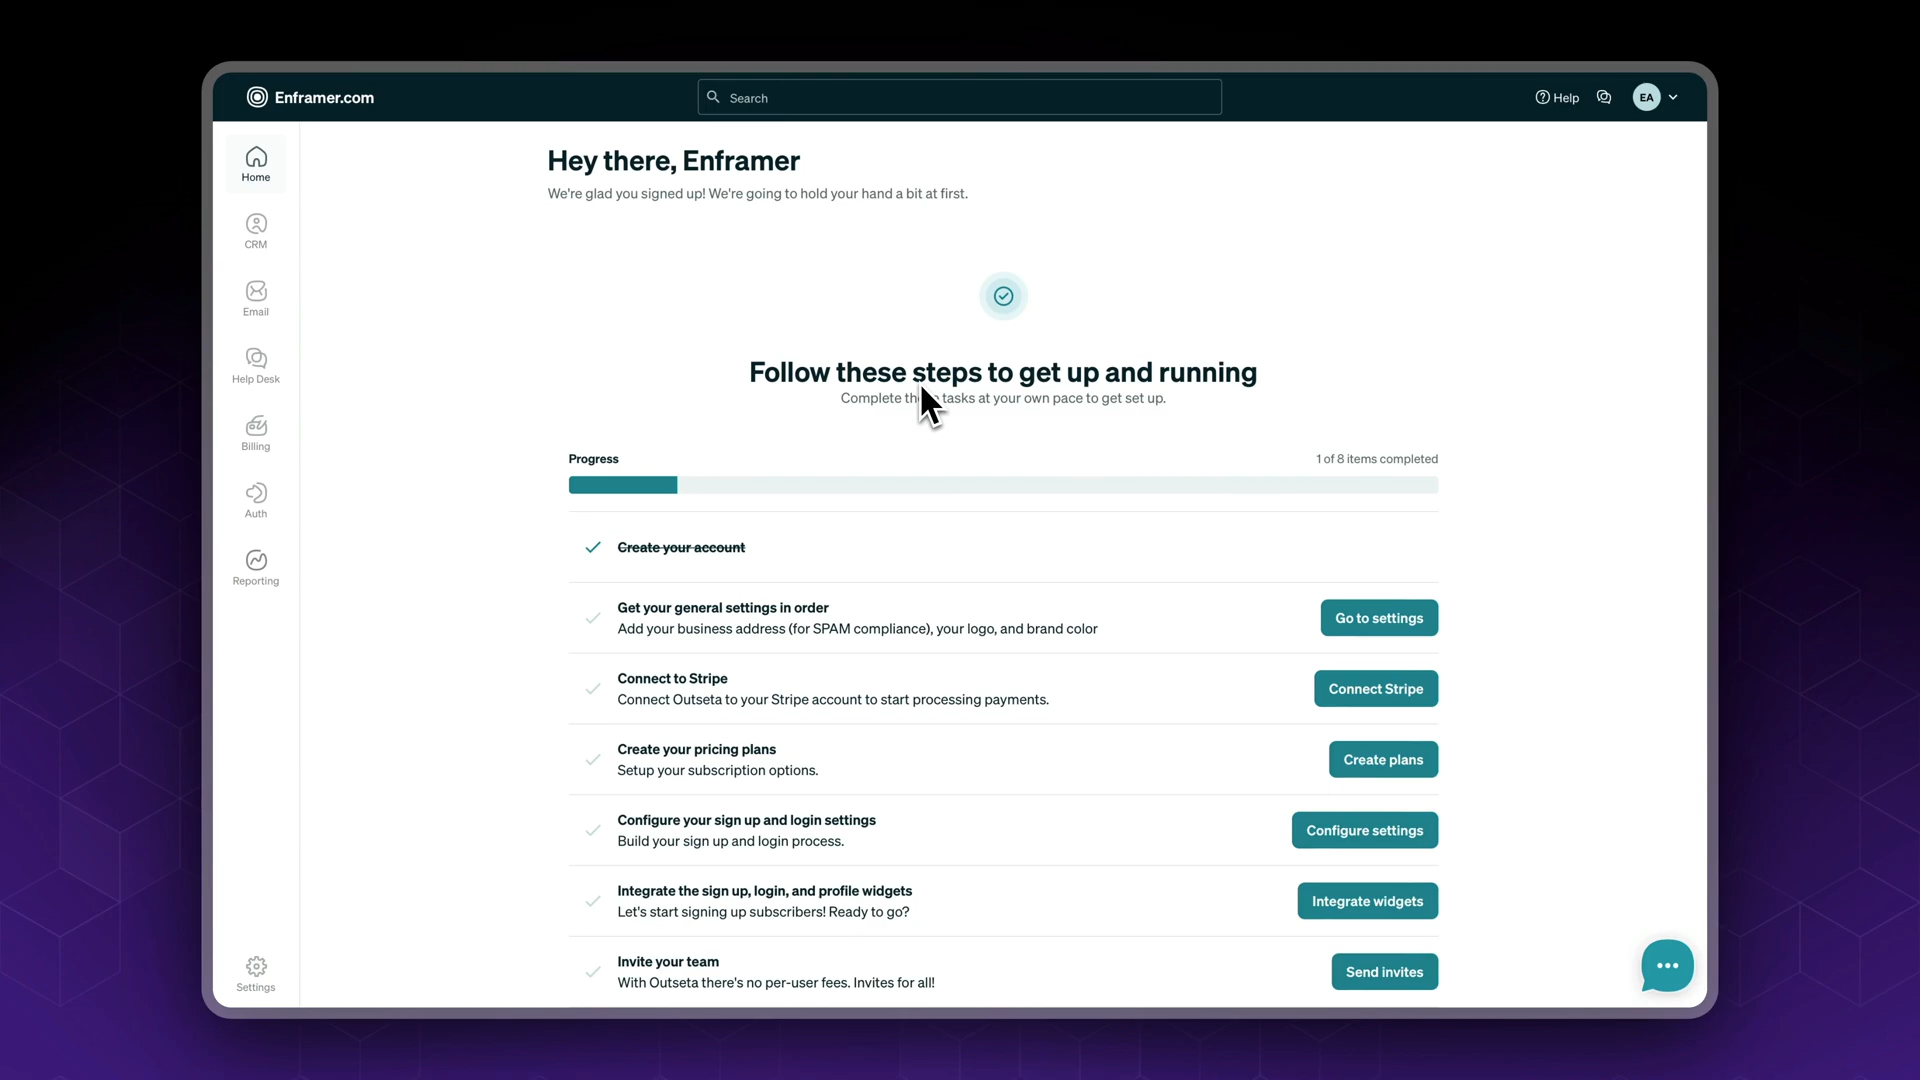 Enframer.com
Search
Help
EA
Home
CRM
Email
Help Desk
Billing
Auth
Reporting
Settings
Hey there, Enframer
We're glad you signed up! We're going to hold your hand a bit at first.
Follow these steps to get up and running
Complete tasks at your own pace to get set up.
Progress
1 of 8 items completed
Create your account
Get your general settings in order
Add your business address (for SPAM compliance), your logo, and brand color
Go to settings
Connect to Stripe
Connect Outseta to your Stripe account to start processing payments.
Connect Stripe
Create your pricing plans
Setup your subscription options.
Create plans
Configure your sign up and login settings
Build your sign up and login process.
Configure settings
Integrate the sign up, login, and profile widgets
Let's start signing up subscribers! Ready to go?
Integrate widgets
Invite your team
With Outseta there's no per-user fees. Invites for all!
Send invites